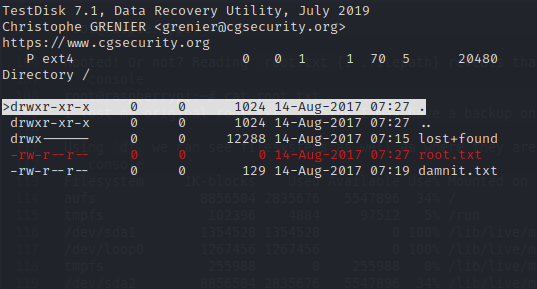 TestDisk 7.1, Data Recovery Utility, July 2019
Christophe GRENIER <grenier@cgsecurity.org>
https://www.cgsecurity.org
P ext4 0 0 1 1 70 5 20480
Directory /
>drwxr-xr-x 0 0 1024 14-Aug-2017 07:27 .
drwxr-xr-x 0 0 1024 14-Aug-2017 07:27 ..
drwx------ 0 0 12288 14-Aug-2017 07:15 lost+found
-rw-r--r-- 0 0 0 14-Aug-2017 07:27 root.txt
-rw-r--r-- 0 0 129 14-Aug-2017 07:19 damnit.txt